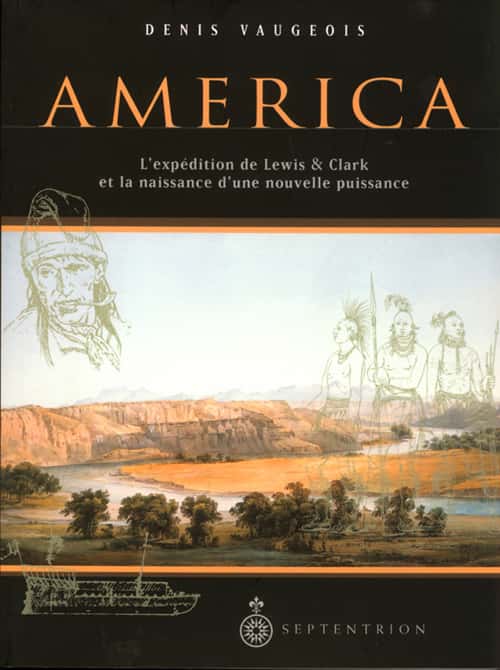 DENIS VAUGEOIS
AMERICA
L'expédition de Lewis & Clark
et la naissance d'une nouvelle puissance
SEPTENTRION